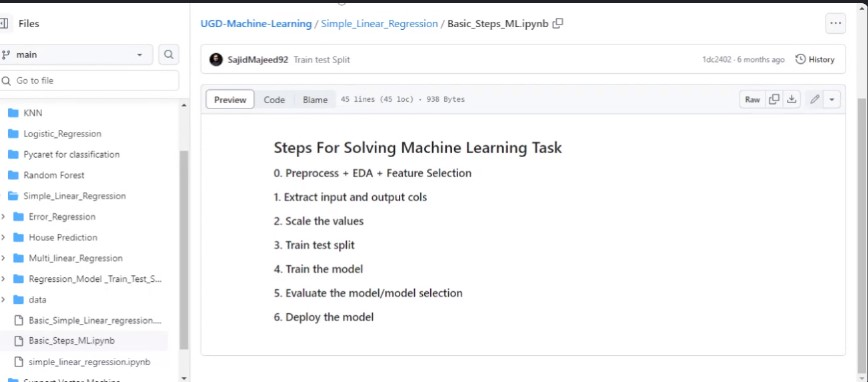 Files
main
Go to file
KNN
Logistic_Regression
Pycaret for classification
Random Forest
Simple_Linear_Regression
Error_Regression
House Prediction
Multi_linear_Regression
Regression_Model _Train_Test_S...
data
Basic_Simple_Linear_regression....
Basic_Steps_ML.ipynb
simple_linear_regression.ipynb
Support Vector Machine
UGD-Machine-Learning / Simple_Linear_Regression / Basic_Steps_ML.ipynb
SajidMajeed92 Train test Split
1dc2402 · 6 months ago History
Preview Code Blame 45 lines (45 loc) · 938 Bytes
Raw
Steps For Solving Machine Learning Task
0. Preprocess + EDA + Feature Selection
1. Extract input and output cols
2. Scale the values
3. Train test split
4. Train the model
5. Evaluate the model/model selection
6. Deploy the model